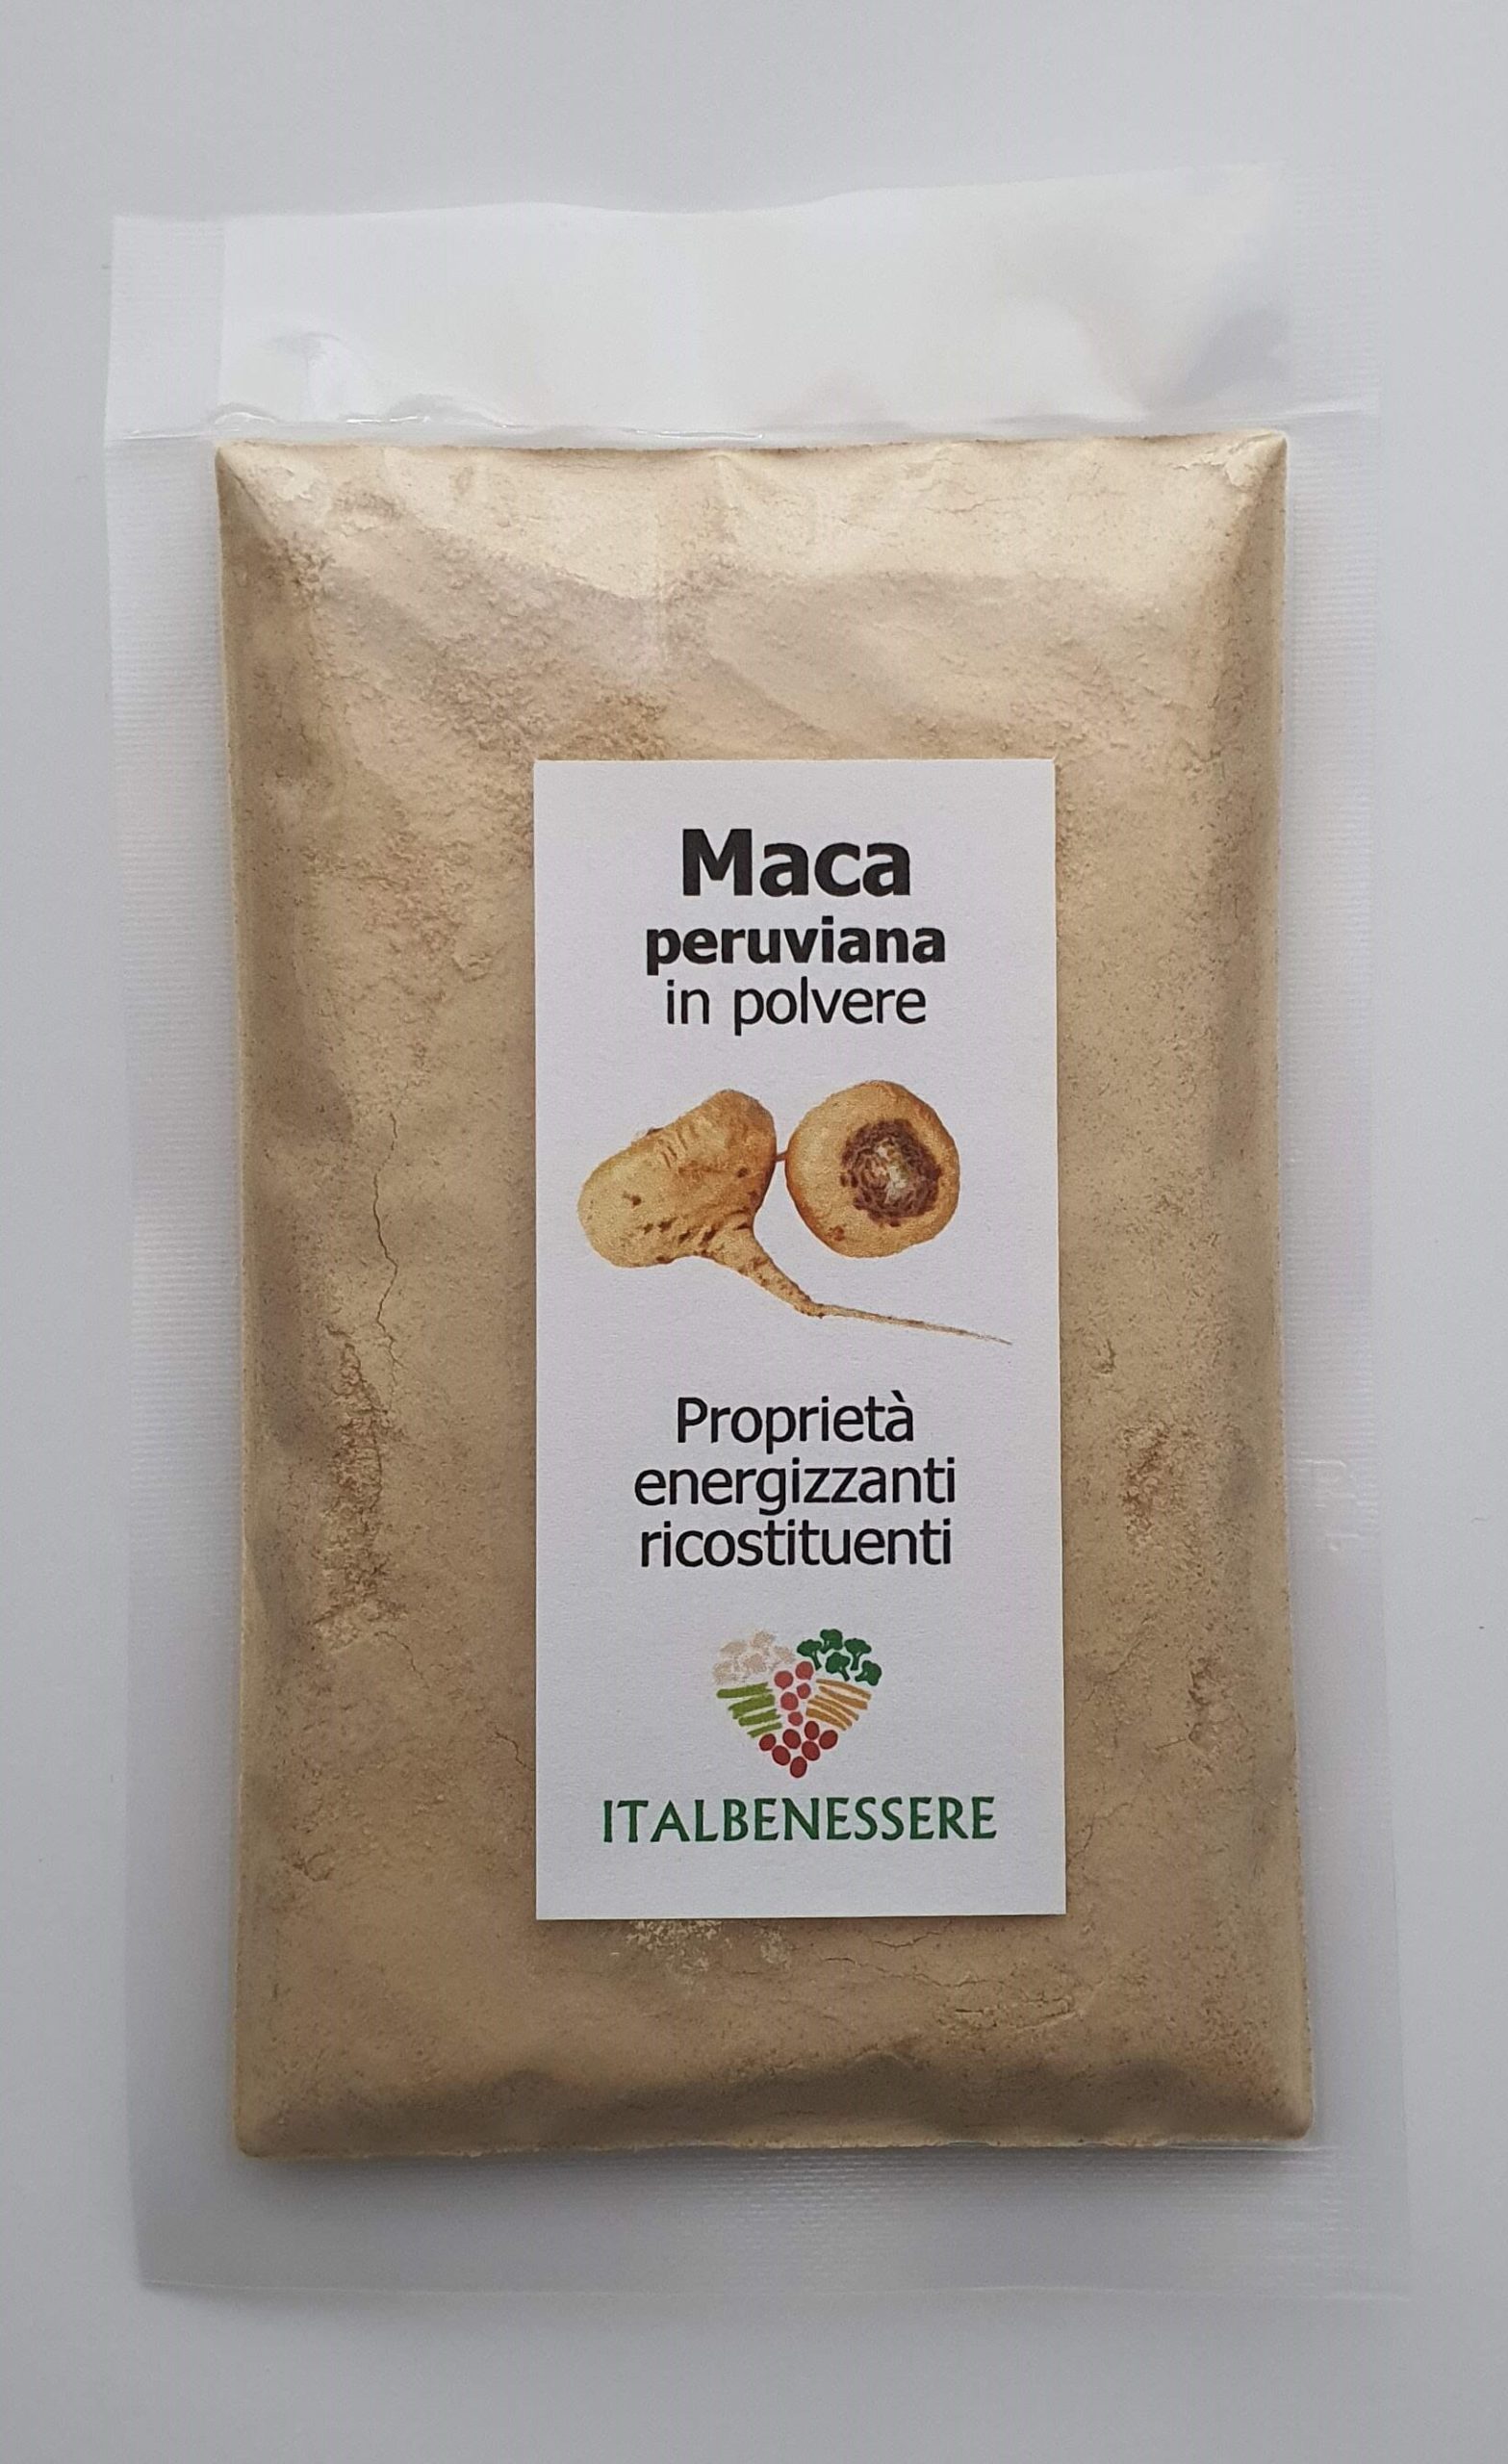 Maca
peruviana
in polvere
Proprietà
energizzanti
ricostituenti
ITALBENESSERE